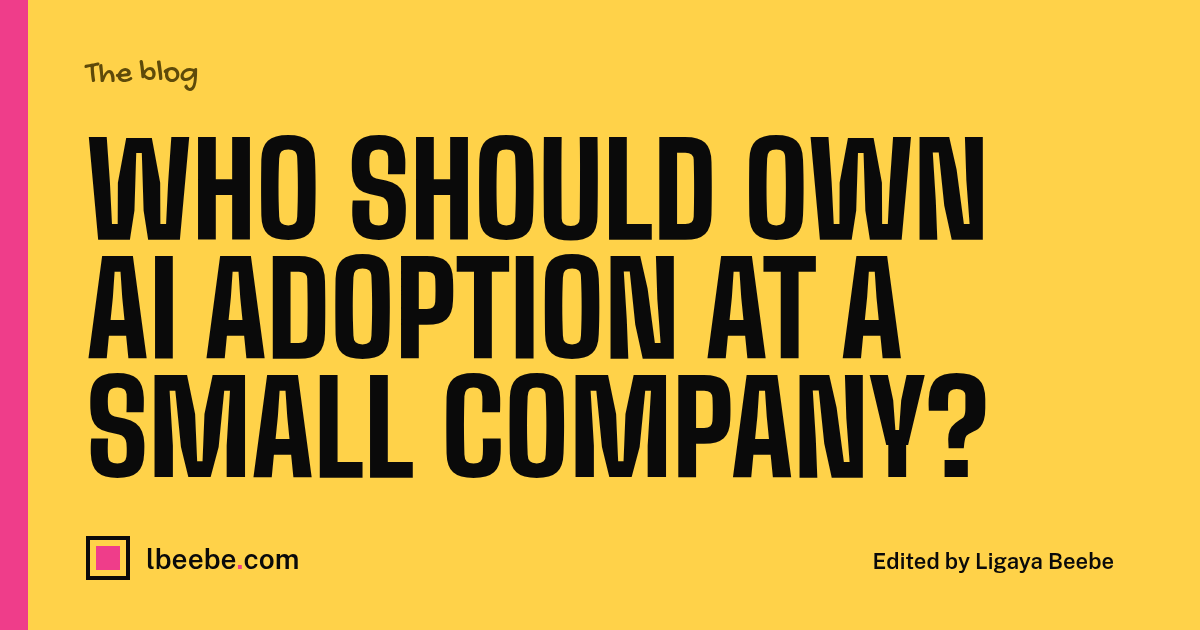 The blog
WHO SHOULD OWN
AI ADOPTION AT A
SMALL COMPANY?
lbeebe.com
Edited by Ligaya Beebe